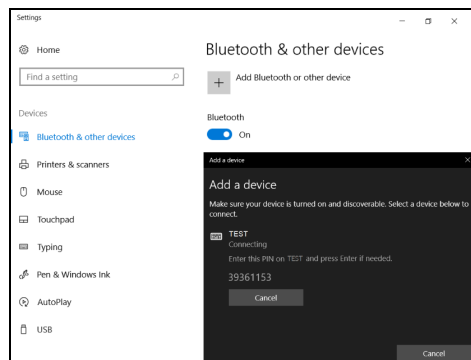 Settings
Home
Bluetooth & other devices
Find a setting
Add Bluetooth or other device
Devices
Bluetooth
Bluetooth & other devices
On
Printers & scanners
Mouse
Touchpad
Typing
Pen & Windows Ink
AutoPlay
USB
Add a device
Add a device
Make sure your device is turned on and discoverable. Select a device below to
connect.
TEST
Connecting
Enter this PIN on TEST and press Enter if needed.
39361153
Cancel
Cancel